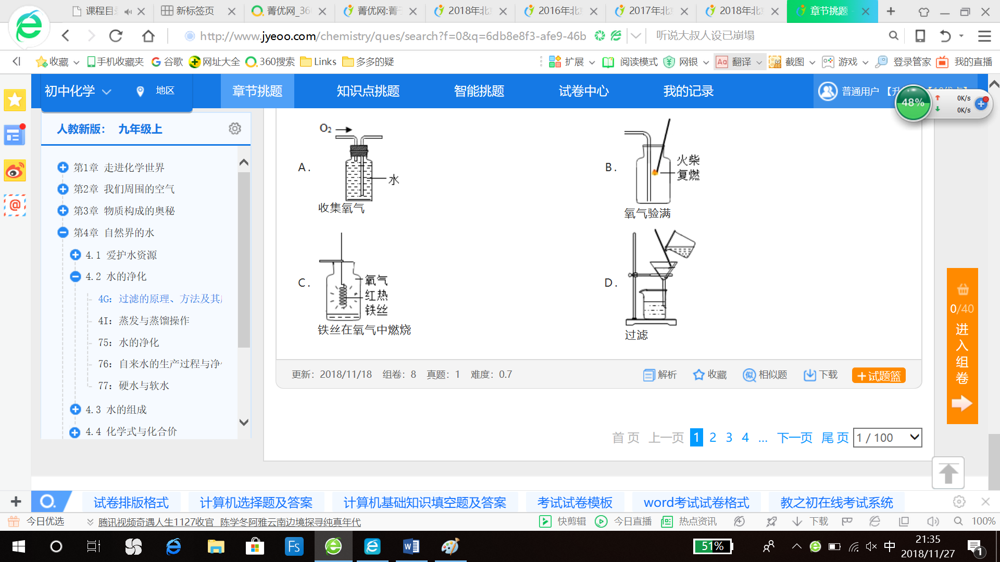 课程目录
新标签页
菁优网_36
菁优网:菁
2018年北京
2016年北京
2017年北京
2018年北京
章节挑题
http://www.jyeoo.com/chemistry/ques/search?f=0&q=6db8e8f3-afe9-46b
听说大叔人设已崩塌
收藏 手机收藏夹 谷歌 网址大全 360搜索 Links 多多的疑
扩展 阅读模式 网银 翻译 截图 游戏 登录管家 我的直播
初中化学 地区 章节挑题 知识点挑题 智能挑题 试卷中心 我的记录 普通用户
48% 0K/s
0K/s
人教新版： 九年级上
第1章 走进化学世界
第2章 我们周围的空气
第3章 物质构成的奥秘
第4章 自然界的水
4.1 爱护水资源
4.2 水的净化
4G：过滤的原理、方法及其
4I：蒸发与蒸馏操作
75：水的净化
76：自来水的生产过程与净
77：硬水与软水
4.3 水的组成
4.4 化学式与化合价
A．
O₂
水
收集氧气
B．
火柴
复燃
氧气验满
C．
氧气
红热
铁丝
铁丝在氧气中燃烧
D．
过滤
更新：2018/11/18 组卷：8 真题：1 难度：0.7
解析 收藏 相似题 下载 +试题篮
0/40
进
入
组
卷
首页 上一页 1 2 3 4 ... 下一页 尾页 1 / 100
试卷排版格式 计算机选择题及答案 计算机基础知识填空题及答案 考试试卷模板 word考试试卷格式 教之初在线考试系统
今日优选 腾讯视频奇遇人生1127收官 陈学冬阿雅云南边境探寻纯真年代
快剪辑 今日直播 热点资讯 下载 100%
51% 中 21:35
2018/11/27
1